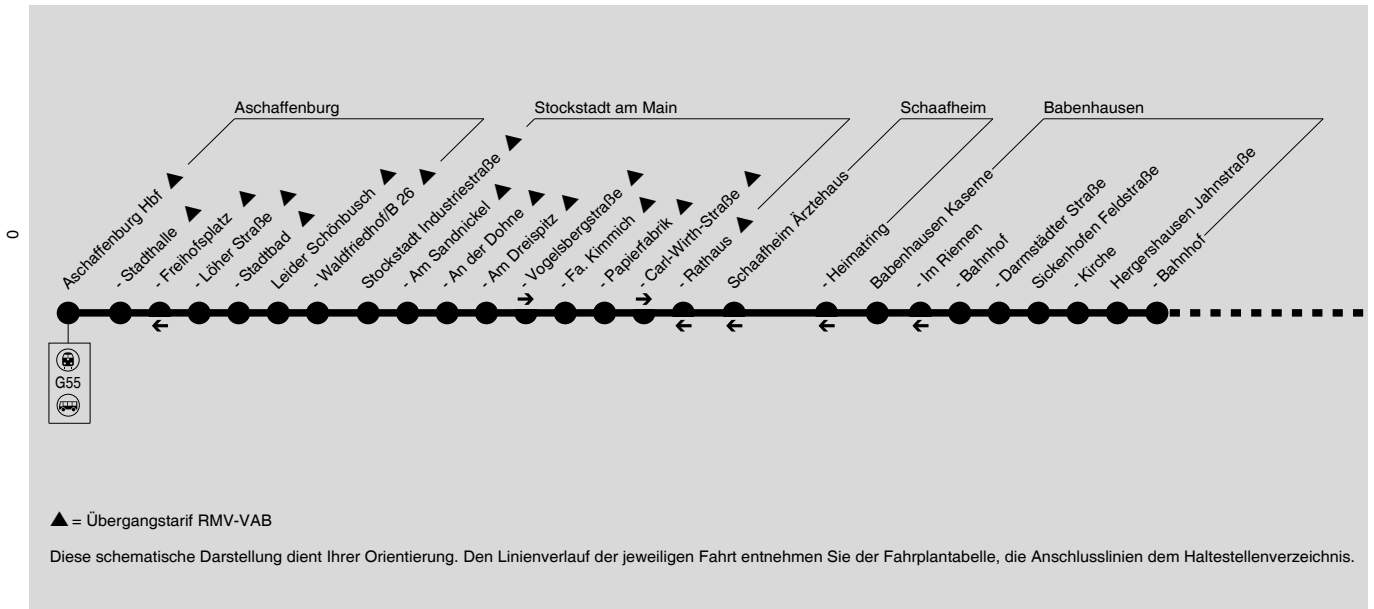 Aschaffenburg
Stockstadt am Main
Schaafheim
Babenhausen
Aschaffenburg Hbf
- Stadthalle
- Freihofsplatz
- Löher Straße
- Stadtbad
Leider Schönbusch
- Waldfriedhof/B 26
Stockstadt Industriestraße
- Am Sandnickel
- An der Dohne
- Am Dreispitz
- Vogelsbergstraße
- Fa. Kimmich
- Papierfabrik
- Carl-Wirth-Straße
- Rathaus
Schaafheim Ärztehaus
- Heimatring
Babenhausen Kaserne
- Im Riemen
- Bahnhof
- Darmstädter Straße
Sickenhofen Feldstraße
- Kirche
Hergershausen Jahnstraße
- Bahnhof
0
G55
= Übergangstarif RMV-VAB
Diese schematische Darstellung dient Ihrer Orientierung. Den Linienverlauf der jeweiligen Fahrt entnehmen Sie der Fahrplantabelle, die Anschlusslinien dem Haltestellenverzeichnis.